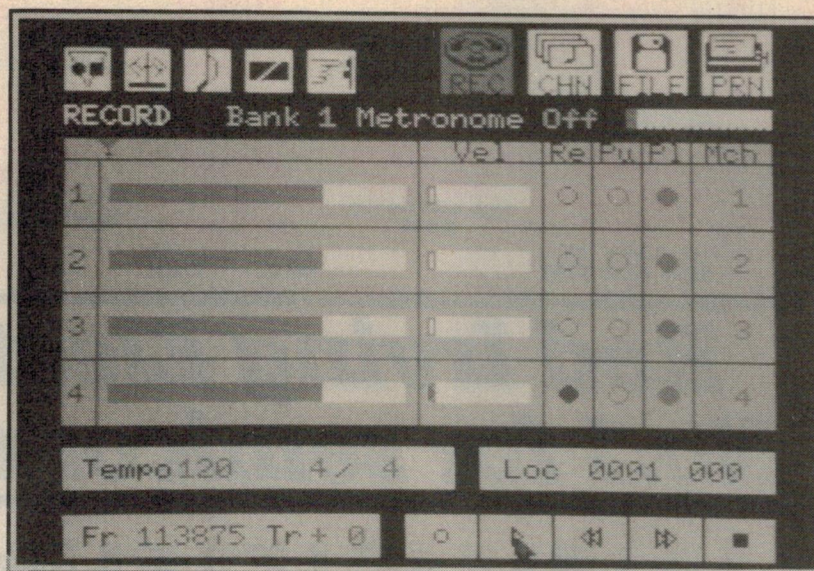 REC CHN FILE PRN
RECORD Bank 1 Metronome Off
Vel Re Pu Pl Mch
1 1
2 2
3 3
4 4
Tempo 120 4/ 4 Loc 0001 000
Fr 113875 Tr+ 0